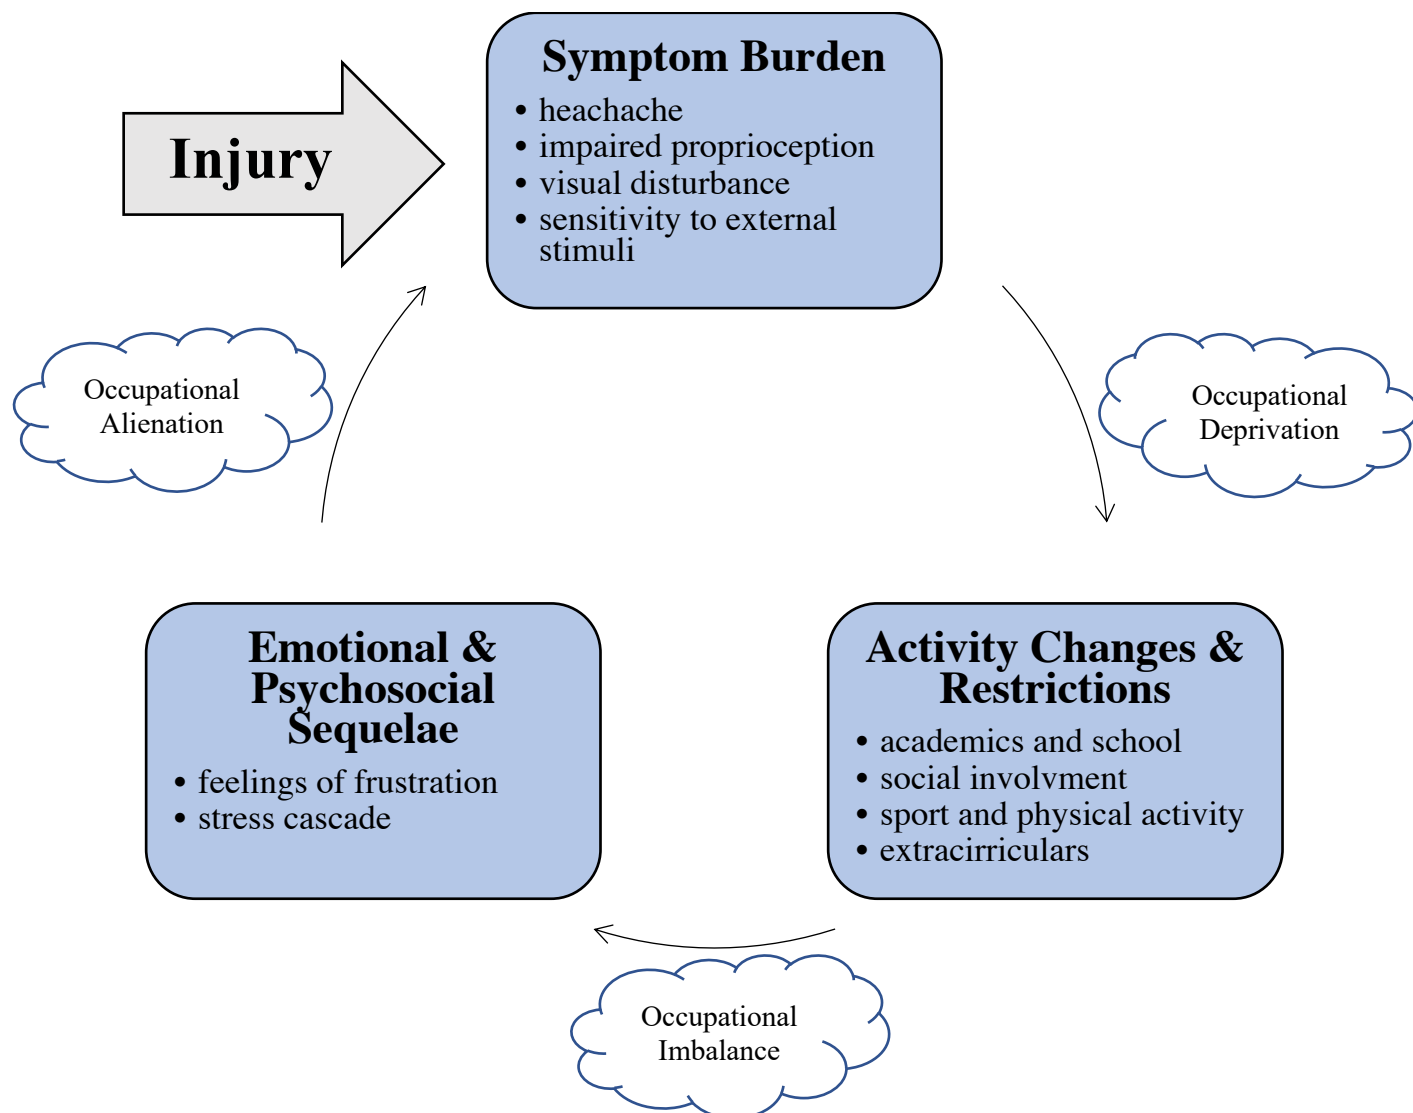 Symptom Burden
• heachache
• impaired proprioception
• visual disturbance
• sensitivity to external
stimuli
Injury
Occupational
Alienation
Occupational
Deprivation
Emotional &
Psychosocial
Sequelae
• feelings of frustration
• stress cascade
Activity Changes &
Restrictions
• academics and school
• social involvment
• sport and physical activity
• extracirriculars
Occupational
Imbalance